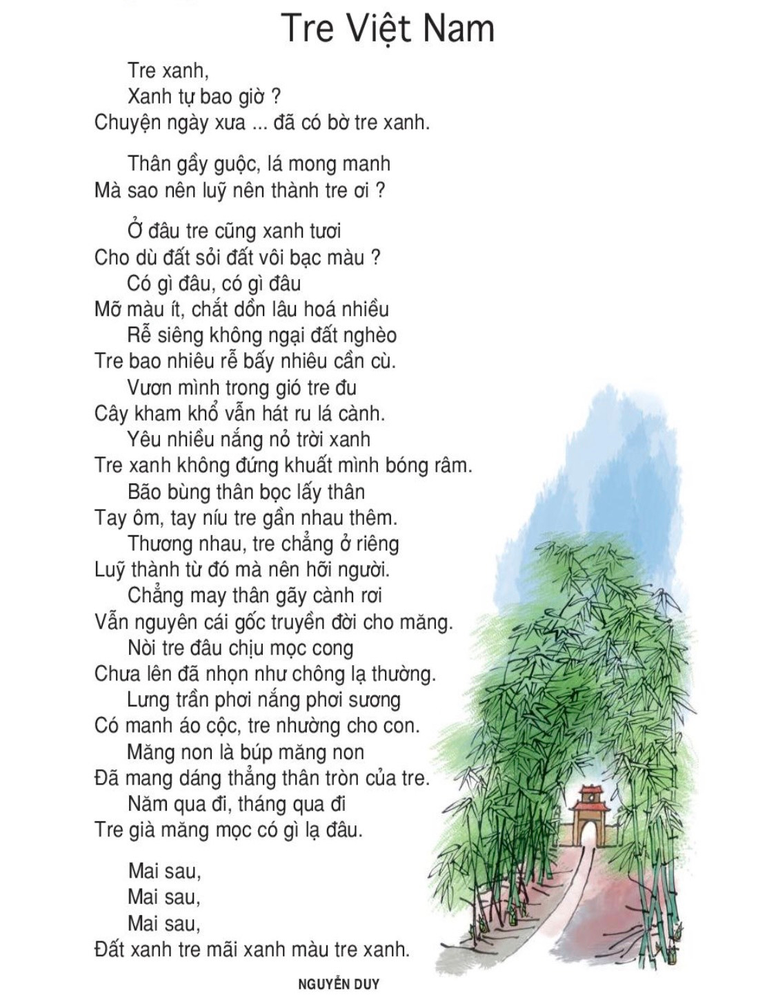 Tre Việt Nam
Tre xanh,
Xanh tự bao giờ ?
Chuyện ngày xưa ... đã có bờ tre xanh.
Thân gầy guộc, lá mong manh
Mà sao nên luỹ nên thành tre ơi ?
Ở đâu tre cũng xanh tươi
Cho dù đất sỏi đất vôi bạc màu ?
Có gì đâu, có gì đâu
Mỡ màu ít, chắt dồn lâu hoá nhiều
Rễ siêng không ngại đất nghèo
Tre bao nhiêu rễ bấy nhiêu cần cù.
Vươn mình trong gió tre đu
Cây kham khổ vẫn hát ru lá cành.
Yêu nhiều nắng nỏ trời xanh
Tre xanh không đứng khuất mình bóng râm.
Bão bùng thân bọc lấy thân
Tay ôm, tay níu tre gần nhau thêm.
Thương nhau, tre chẳng ở riêng
Luỹ thành từ đó mà nên hỡi người.
Chẳng may thân gãy cành rơi
Vẫn nguyên cái gốc truyền đời cho măng.
Nòi tre đâu chịu mọc cong
Chưa lên đã nhọn như chông lạ thường.
Lưng trần phơi nắng phơi sương
Có manh áo cộc, tre nhường cho con.
Măng non là búp măng non
Đã mang dáng thẳng thân tròn của tre.
Năm qua đi, tháng qua đi
Tre già măng mọc có gì lạ đâu.
Mai sau,
Mai sau,
Mai sau,
Đất xanh tre mãi xanh màu tre xanh.
NGUYỄN DUY